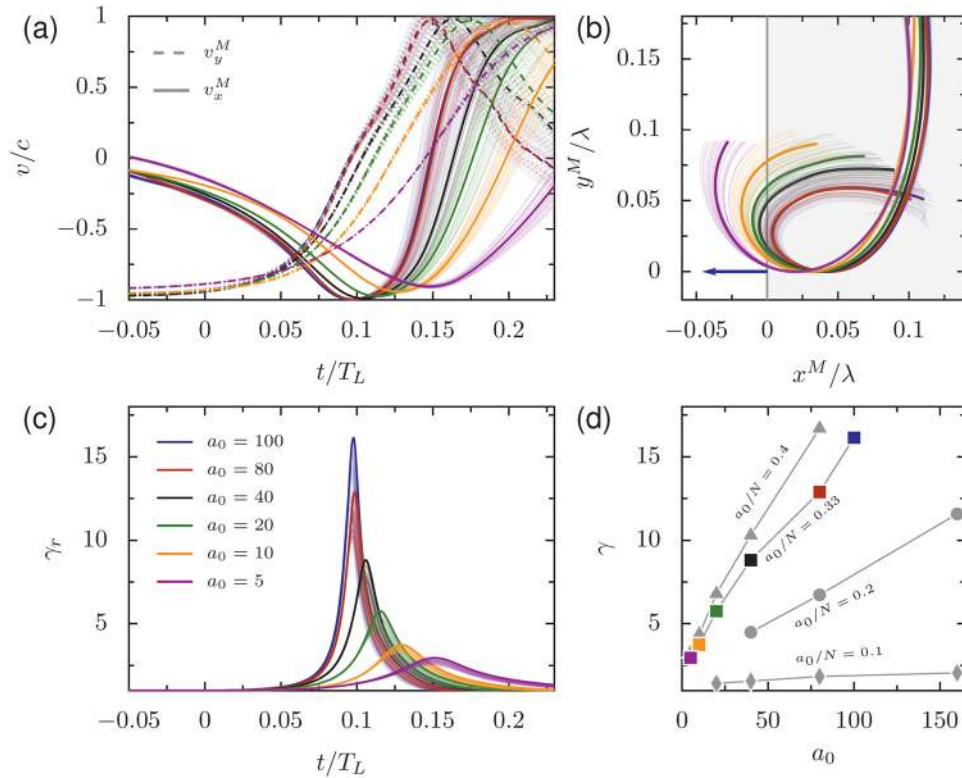 (a)
v_y^M
v_x^M
1
0.5
0
−0.5
−1
v/c
−0.05 0 0.05 0.1 0.15 0.2
t/T_L
(b)
0.15
0.1
0.05
0
y^M/λ
−0.05 0 0.05 0.1
x^M/λ
(c)
a_0 = 100
a_0 = 80
a_0 = 40
a_0 = 20
a_0 = 10
a_0 = 5
15
10
5
γ_r
−0.05 0 0.05 0.1 0.15 0.2
t/T_L
(d)
a_0/N = 0.4
a_0/N = 0.33
a_0/N = 0.2
a_0/N = 0.1
15
10
5
γ
0 50 100 150
a_0